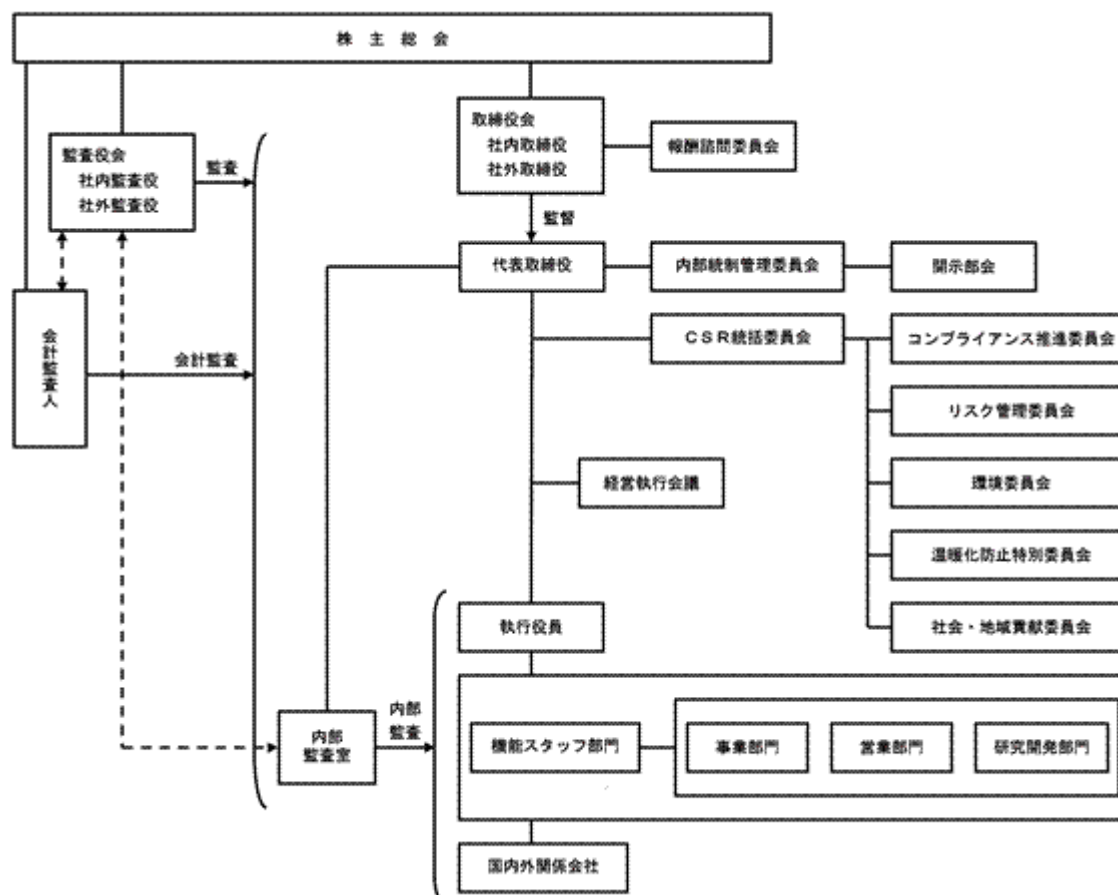 株主総会
取締役会
社内取締役
社外取締役
報酬諮問委員会
監査役会
社内監査役
社外監査役
監査
監督
代表取締役
内部統制管理委員会
開示部会
会計監査人
会計監査
CSR統括委員会
コンプライアンス推進委員会
リスク管理委員会
経営執行会議
環境委員会
温暖化防止特別委員会
執行役員
社会・地域貢献委員会
内部
監査室
内部
監査
機能スタッフ部門
事業部門
営業部門
研究開発部門
国内外関係会社